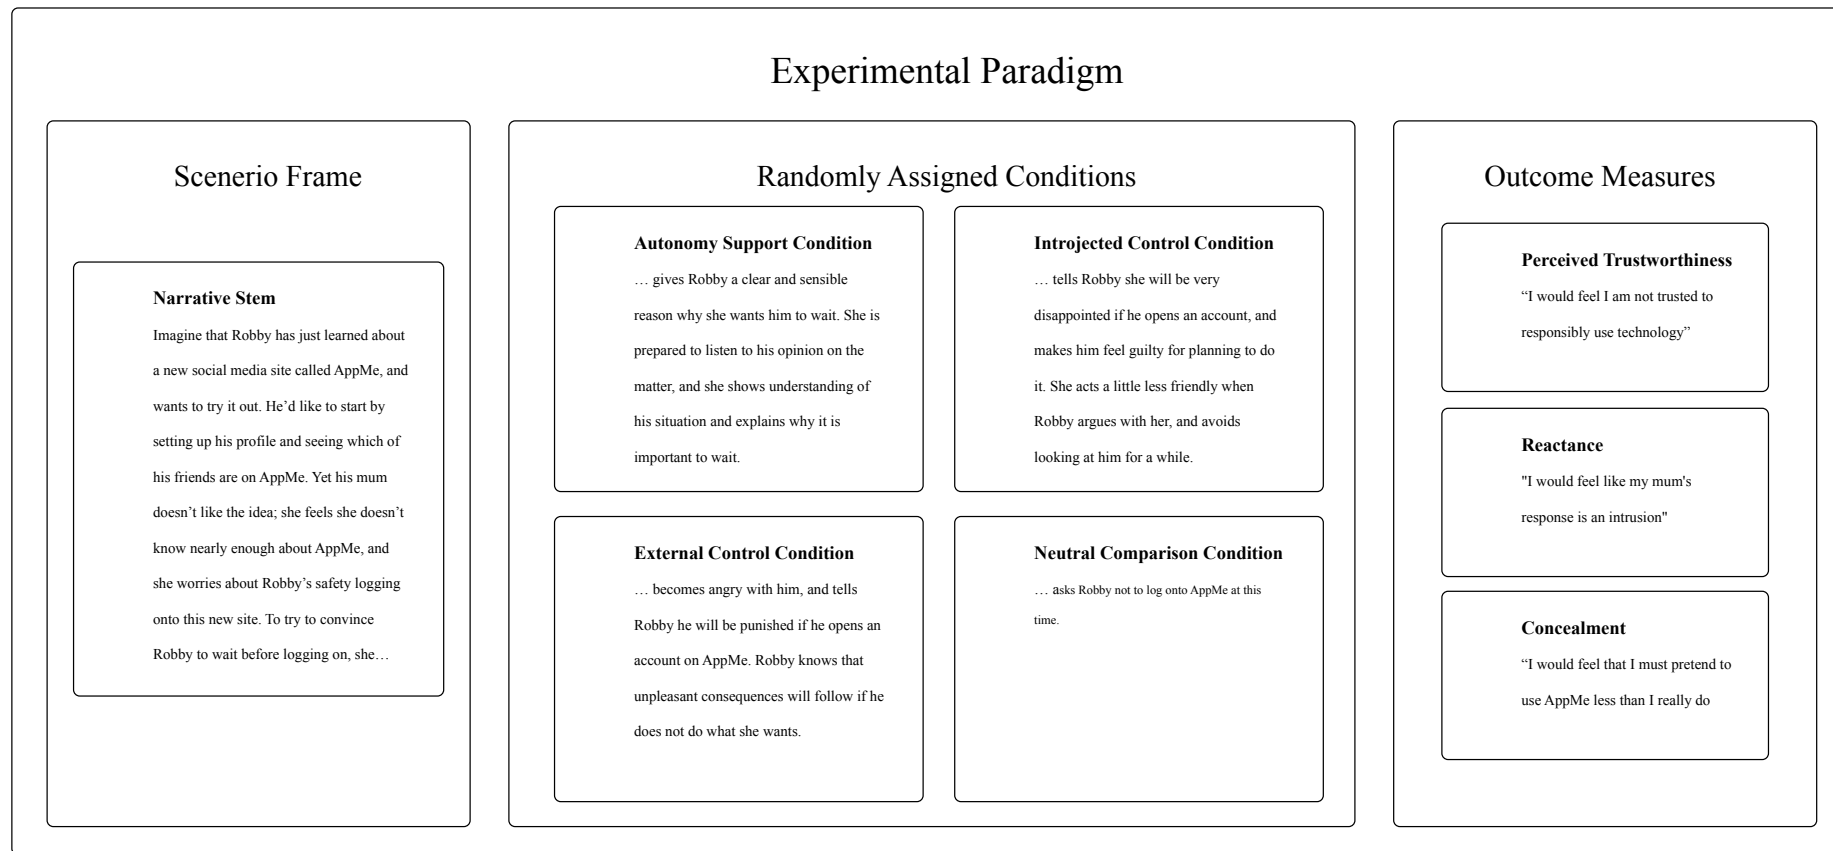 Experimental Paradigm
Scenerio Frame
Narrative Stem
Imagine that Robby has just learned about
a new social media site called AppMe, and
wants to try it out. He’d like to start by
setting up his profile and seeing which of
his friends are on AppMe. Yet his mum
doesn’t like the idea; she feels she doesn’t
know nearly enough about AppMe, and
she worries about Robby’s safety logging
onto this new site. To try to convince
Robby to wait before logging on, she…
Randomly Assigned Conditions
Autonomy Support Condition
… gives Robby a clear and sensible
reason why she wants him to wait. She is
prepared to listen to his opinion on the
matter, and she shows understanding of
his situation and explains why it is
important to wait.
Introjected Control Condition
… tells Robby she will be very
disappointed if he opens an account, and
makes him feel guilty for planning to do
it. She acts a little less friendly when
Robby argues with her, and avoids
looking at him for a while.
External Control Condition
… becomes angry with him, and tells
Robby he will be punished if he opens an
account on AppMe. Robby knows that
unpleasant consequences will follow if he
does not do what she wants.
Neutral Comparison Condition
… asks Robby not to log onto AppMe at this
time.
Outcome Measures
Perceived Trustworthiness
“I would feel I am not trusted to
responsibly use technology”
Reactance
"I would feel like my mum's
response is an intrusion"
Concealment
“I would feel that I must pretend to
use AppMe less than I really do